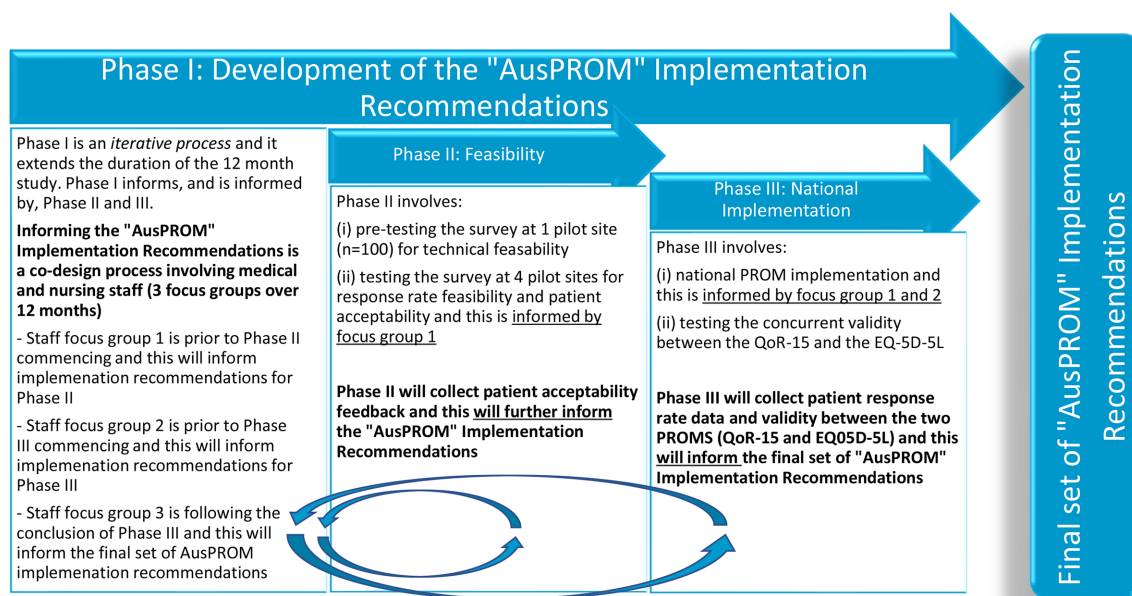 Phase I: Development of the "AusPROM" Implementation
Recommendations
Phase I is an iterative process and it
extends the duration of the 12 month
study. Phase I informs, and is informed
by, Phase II and III.
Informing the "AusPROM"
Implementation Recommendations is
a co-design process involving medical
and nursing staff (3 focus groups over
12 months)
- Staff focus group 1 is prior to Phase II
commencing and this will inform
implemenation recommendations for
Phase II
- Staff focus group 2 is prior to Phase
III commencing and this will inform
implemenation recommendations for
Phase III
- Staff focus group 3 is following the
conclusion of Phase III and this will
inform the final set of AusPROM
implemenation recommendations
Phase II: Feasibility
Phase II involves:
(i) pre-testing the survey at 1 pilot site
(n=100) for technical feasability
(ii) testing the survey at 4 pilot sites for
response rate feasibility and patient
acceptability and this is informed by
focus group 1
Phase II will collect patient acceptability
feedback and this will further inform
the "AusPROM" Implementation
Recommendations
Phase III: National
Implementation
Phase III involves:
(i) national PROM implementation and
this is informed by focus group 1 and 2
(ii) testing the concurrent validity
between the QoR-15 and the EQ-5D-5L
Phase III will collect patient response
rate data and validity between the two
PROMS (QoR-15 and EQ05D-5L) and this
will inform the final set of "AusPROM"
Implementation Recommendations
Final set of "AusPROM" Implementation
Recommendations